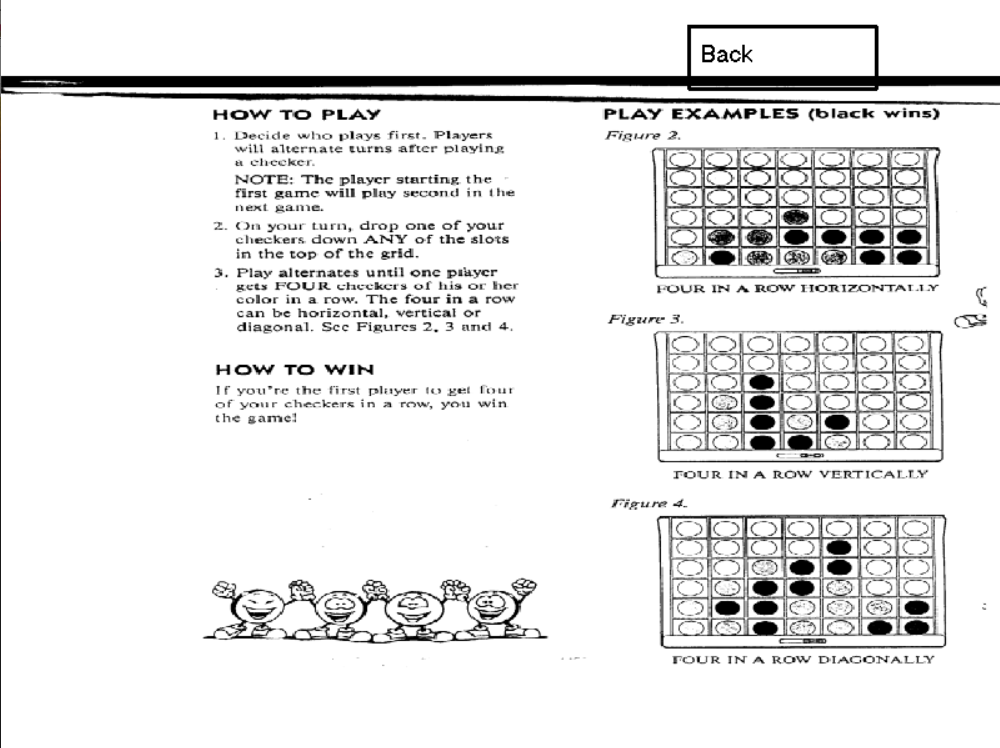 Back
HOW TO PLAY
1. Decide who plays first. Players
will alternate turns after playing
a checker.
NOTE: The player starting the
first game will play second in the
next game.
2. On your turn, drop one of your
checkers down ANY of the slots
in the top of the grid.
3. Play alternates until one player
gets FOUR checkers of his or her
color in a row. The four in a row
can be horizontal, vertical or
diagonal. See Figures 2, 3 and 4.
HOW TO WIN
If you're the first player to get four
of your checkers in a row, you win
the game!
PLAY EXAMPLES (black wins)
Figure 2.
FOUR IN A ROW HORIZONTALLY
Figure 3.
FOUR IN A ROW VERTICALLY
Figure 4.
FOUR IN A ROW DIAGONALLY